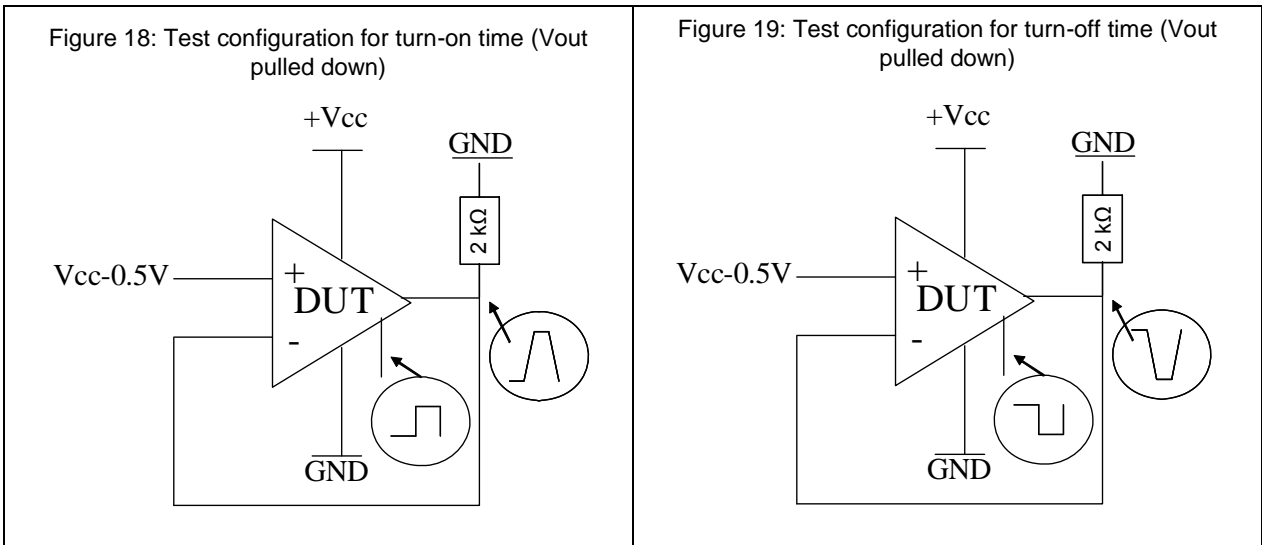 Figure 18: Test configuration for turn-on time (Vout
pulled down)
+Vcc
GND
2 kΩ
Vcc-0.5V
+
DUT
-
GND
Figure 19: Test configuration for turn-off time (Vout
pulled down)
+Vcc
GND
2 kΩ
Vcc-0.5V
+
DUT
-
GND